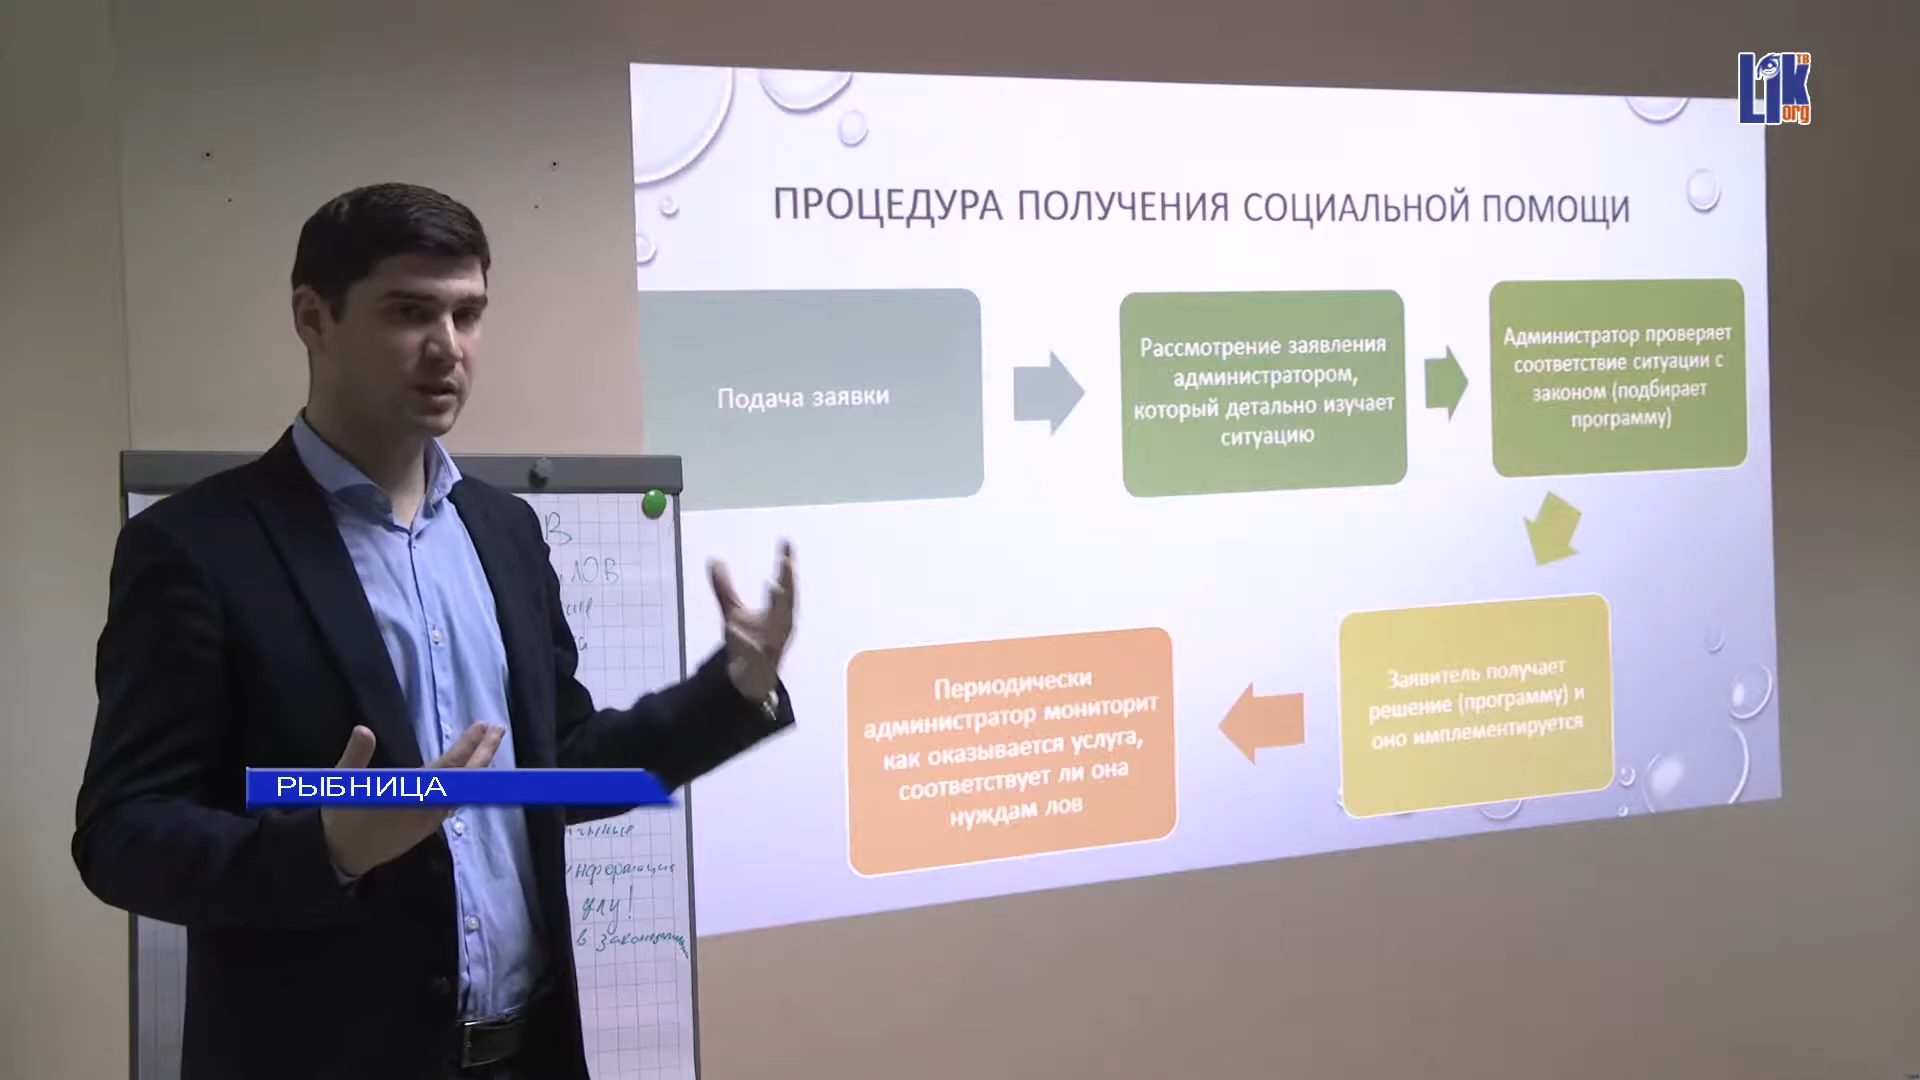 LIK
ТВ
org
ПРОЦЕДУРА ПОЛУЧЕНИЯ СОЦИАЛЬНОЙ ПОМОЩИ
Подача заявки
Рассмотрение заявления
администратором,
который детально изучает
ситуацию
Администратор проверяет
соответствие ситуации с
законом (подбирает
программу)
Заявитель получает
решение (программу) и
оно имплементируется
Периодически
администратор мониторит
как оказывается услуга,
соответствует ли она
нуждам лов
В
ЛОВ
РЫБНИЦА